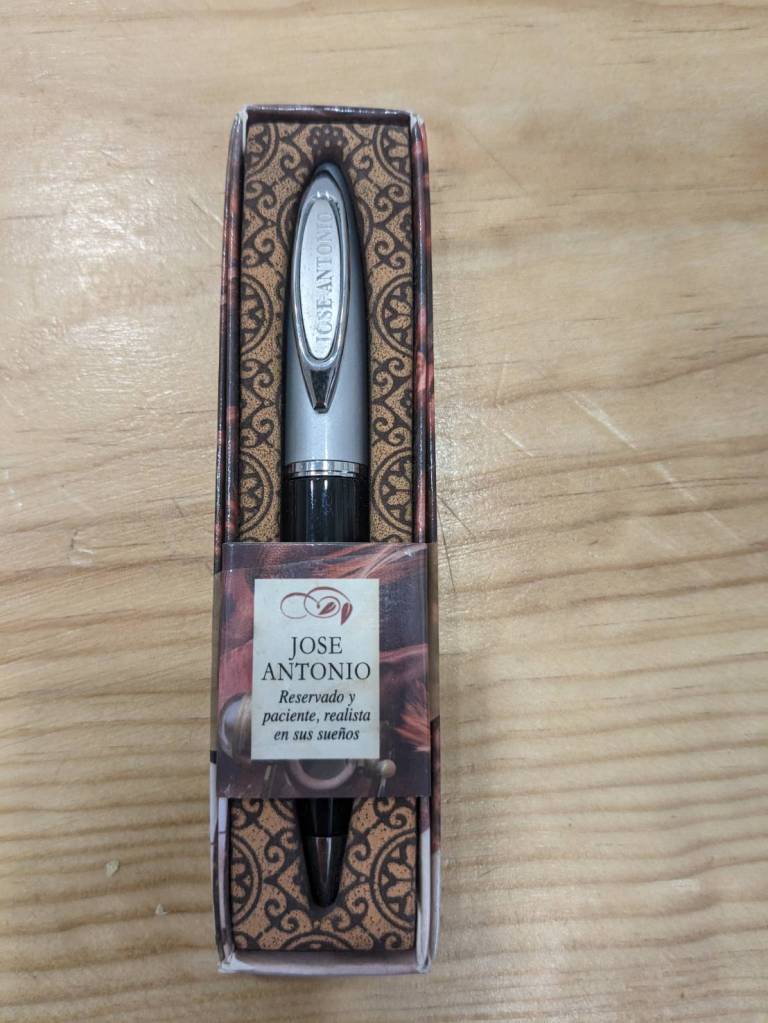 JOSE ANTONIO
JOSE
ANTONIO
Reservado y
paciente, realista
en sus sueños